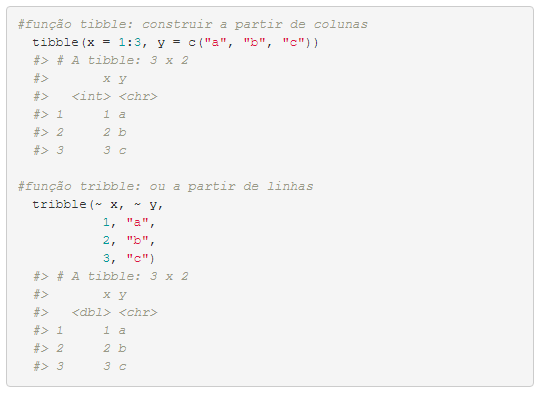 #função tibble: construir a partir de colunas
  tibble(x = 1:3, y = c("a", "b", "c"))
  #> # A tibble: 3 x 2
  #>       x y
  #>   <int> <chr>
  #> 1     1 a
  #> 2     2 b
  #> 3     3 c

#função tribble: ou a partir de linhas
  tribble(~ x, ~ y,
          1, "a",
          2, "b",
          3, "c")
  #> # A tibble: 3 x 2
  #>       x y
  #>   <dbl> <chr>
  #> 1     1 a
  #> 2     2 b
  #> 3     3 c